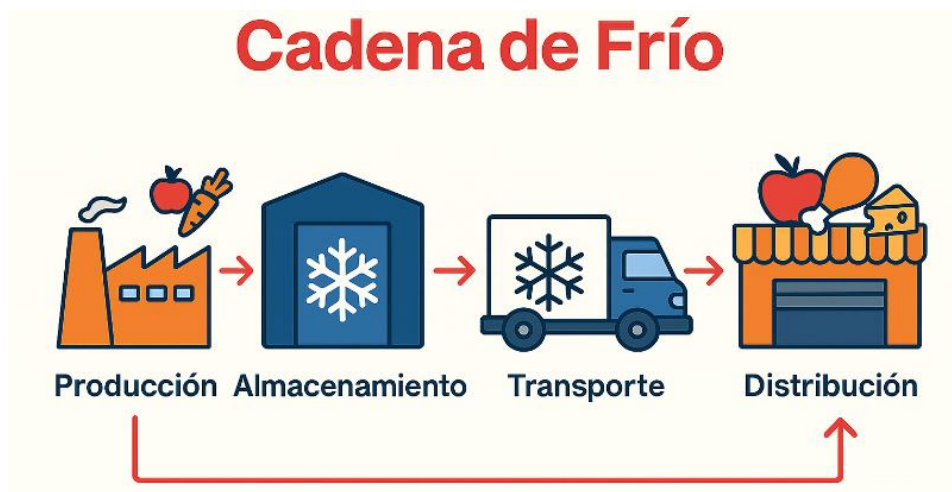 Cadena de Frío
Producción Almacenamiento Transporte Distribución